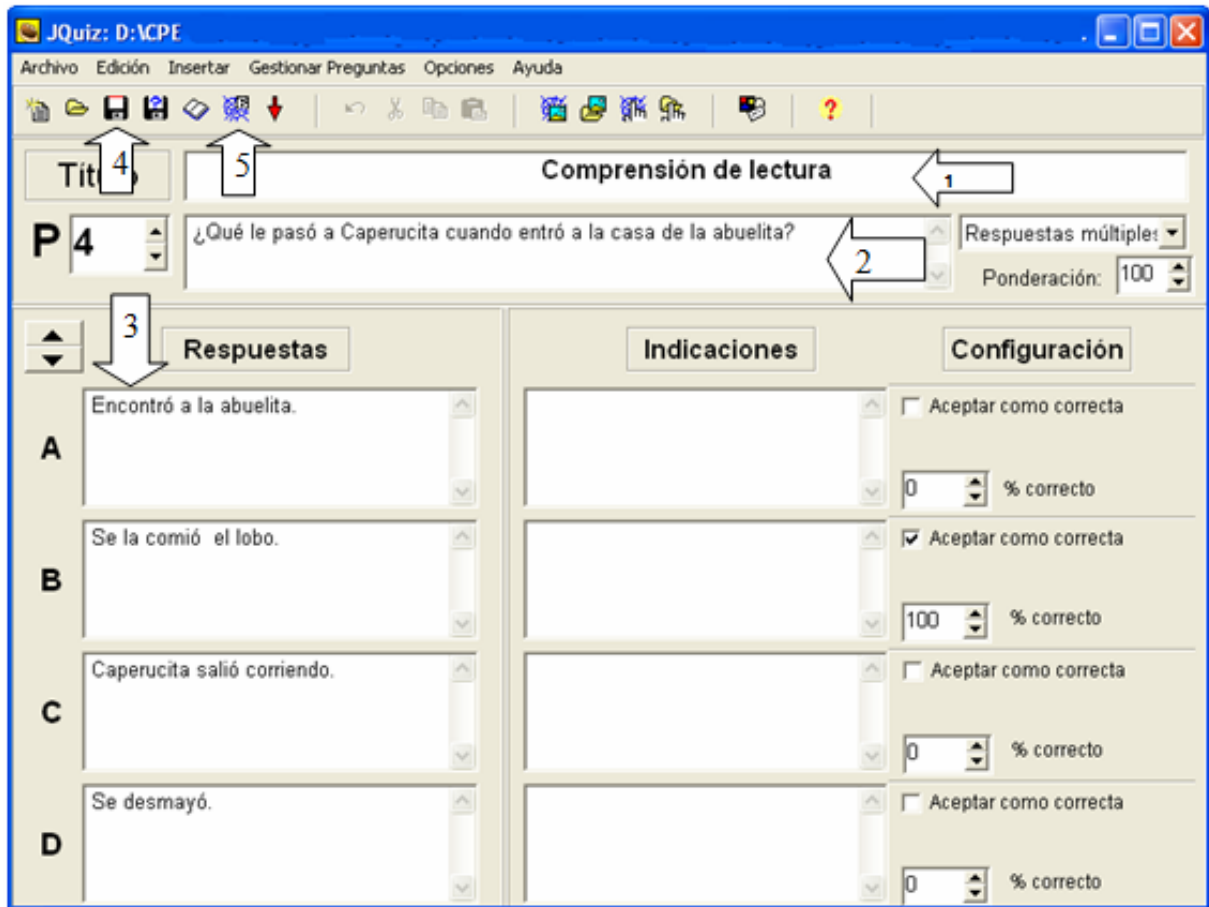 JQuiz: D:\CPE
Archivo Edición Insertar Gestionar Preguntas Opciones Ayuda
4
5
Título Comprensión de lectura
1
P 4 ¿Qué le pasó a Caperucita cuando entró a la casa de la abuelita? Respuestas múltiples
2
Ponderación: 100
3
Respuestas Indicaciones Configuración
A Encontró a la abuelita. Aceptar como correcta
0 % correcto
B Se la comió el lobo. Aceptar como correcta
100 % correcto
C Caperucita salió corriendo. Aceptar como correcta
0 % correcto
D Se desmayó. Aceptar como correcta
0 % correcto